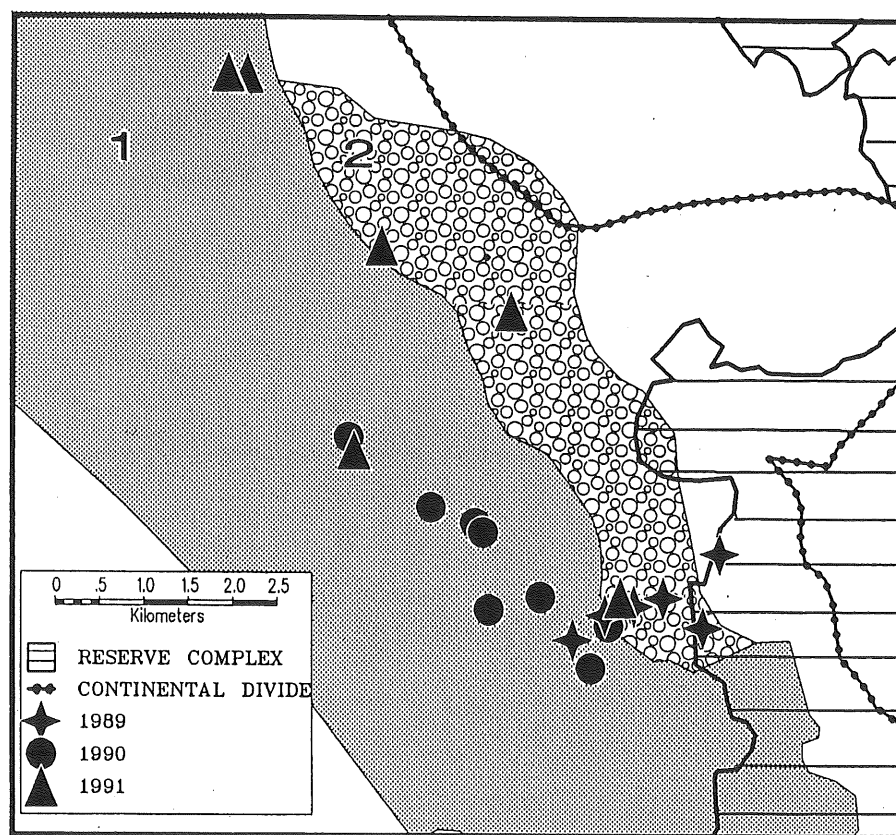 1
2
0 .5 1.0 1.5 2.0 2.5
Kilometers
RESERVE COMPLEX
CONTINENTAL DIVIDE
1989
1990
1991